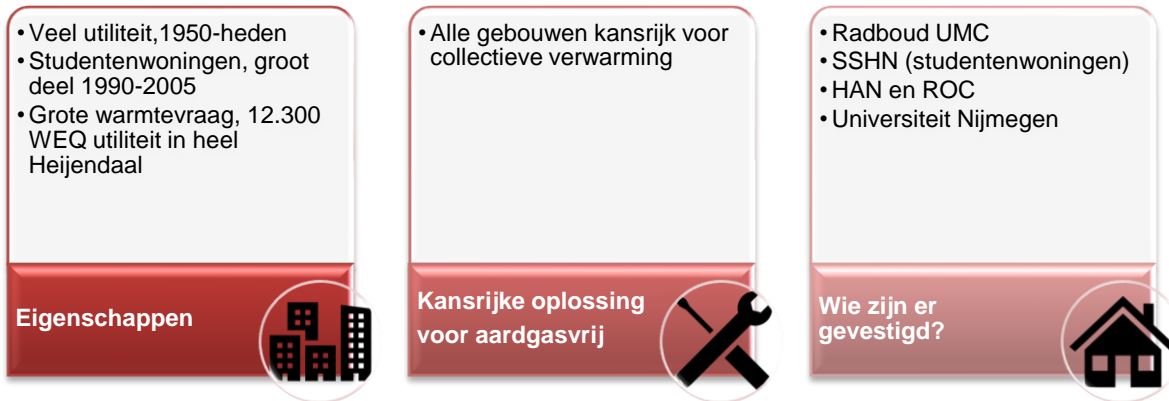 • Veel utiliteit,1950-heden
• Studentenwoningen, groot
deel 1990-2005
• Grote warmtevraag, 12.300
WEQ utiliteit in heel
Heijendaal
Eigenschappen
• Alle gebouwen kansrijk voor
collectieve verwarming
Kansrijke oplossing
voor aardgasvrij
• Radboud UMC
• SSHN (studentenwoningen)
• HAN en ROC
• Universiteit Nijmegen
Wie zijn er
gevestigd?